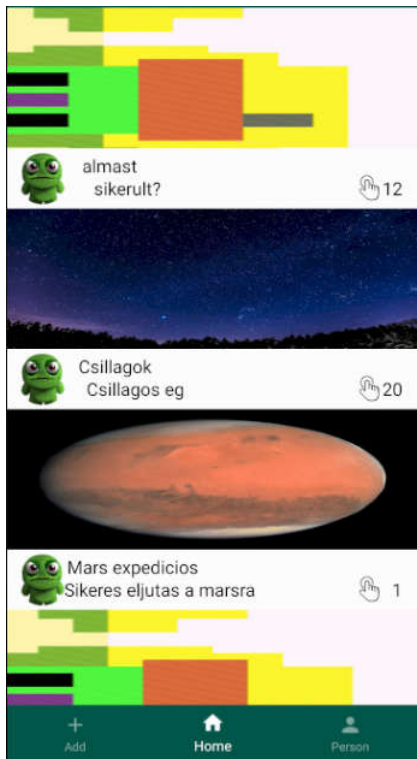 almast
sikerult?
12
Csillagok
Csillagos eg
20
Mars expedicios
Sikeres eljutas a marsra
1
Add
Home
Person